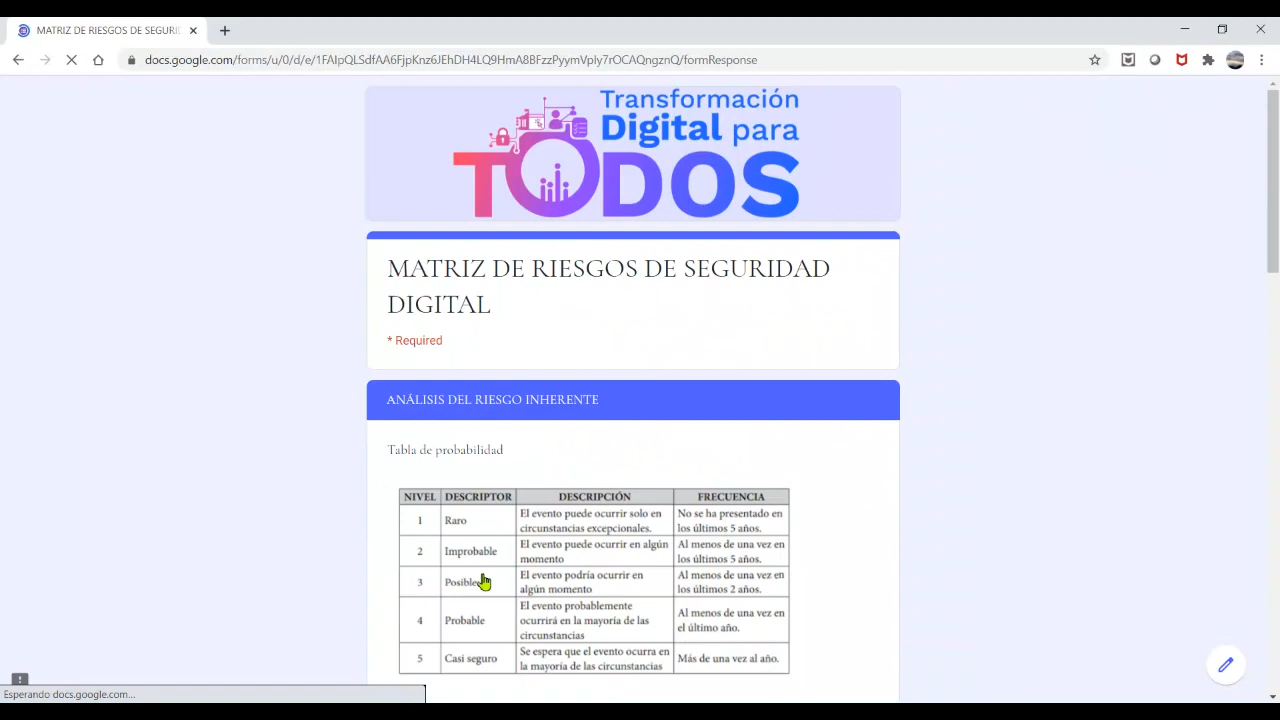 MATRIZ DE RIESGOS DE SEGURI
docs.google.com/forms/u/0/d/e/1FAIpQLSdfAA6FjpKnz6JEhDH4DQ9HmA8BFzzPyymVpIy7rOCAQngznQ/formResponse
Transformación
Digital para
TODOS
MATRIZ DE RIESGOS DE SEGURIDAD
DIGITAL
* Required
ANÁLISIS DEL RIESGO INHERENTE
Tabla de probabilidad
NIVEL DESCRIPTOR DESCRIPCIÓN FRECUENCIA
1 Raro El evento puede ocurrir solo en circunstancias excepcionales. No se ha presentado en los últimos 5 años.
2 Improbable El evento puede ocurrir en algún momento Al menos de una vez en los últimos 5 años.
3 Posible El evento podría ocurrir en algún momento Al menos de una vez en los últimos 2 años.
4 Probable El evento probablemente ocurrirá en la mayoría de las circunstancias Al menos de una vez en el último año.
5 Casi seguro Se espera que el evento ocurra en la mayoría de las circunstancias Más de una vez al año.
Esperando docs.google.com...